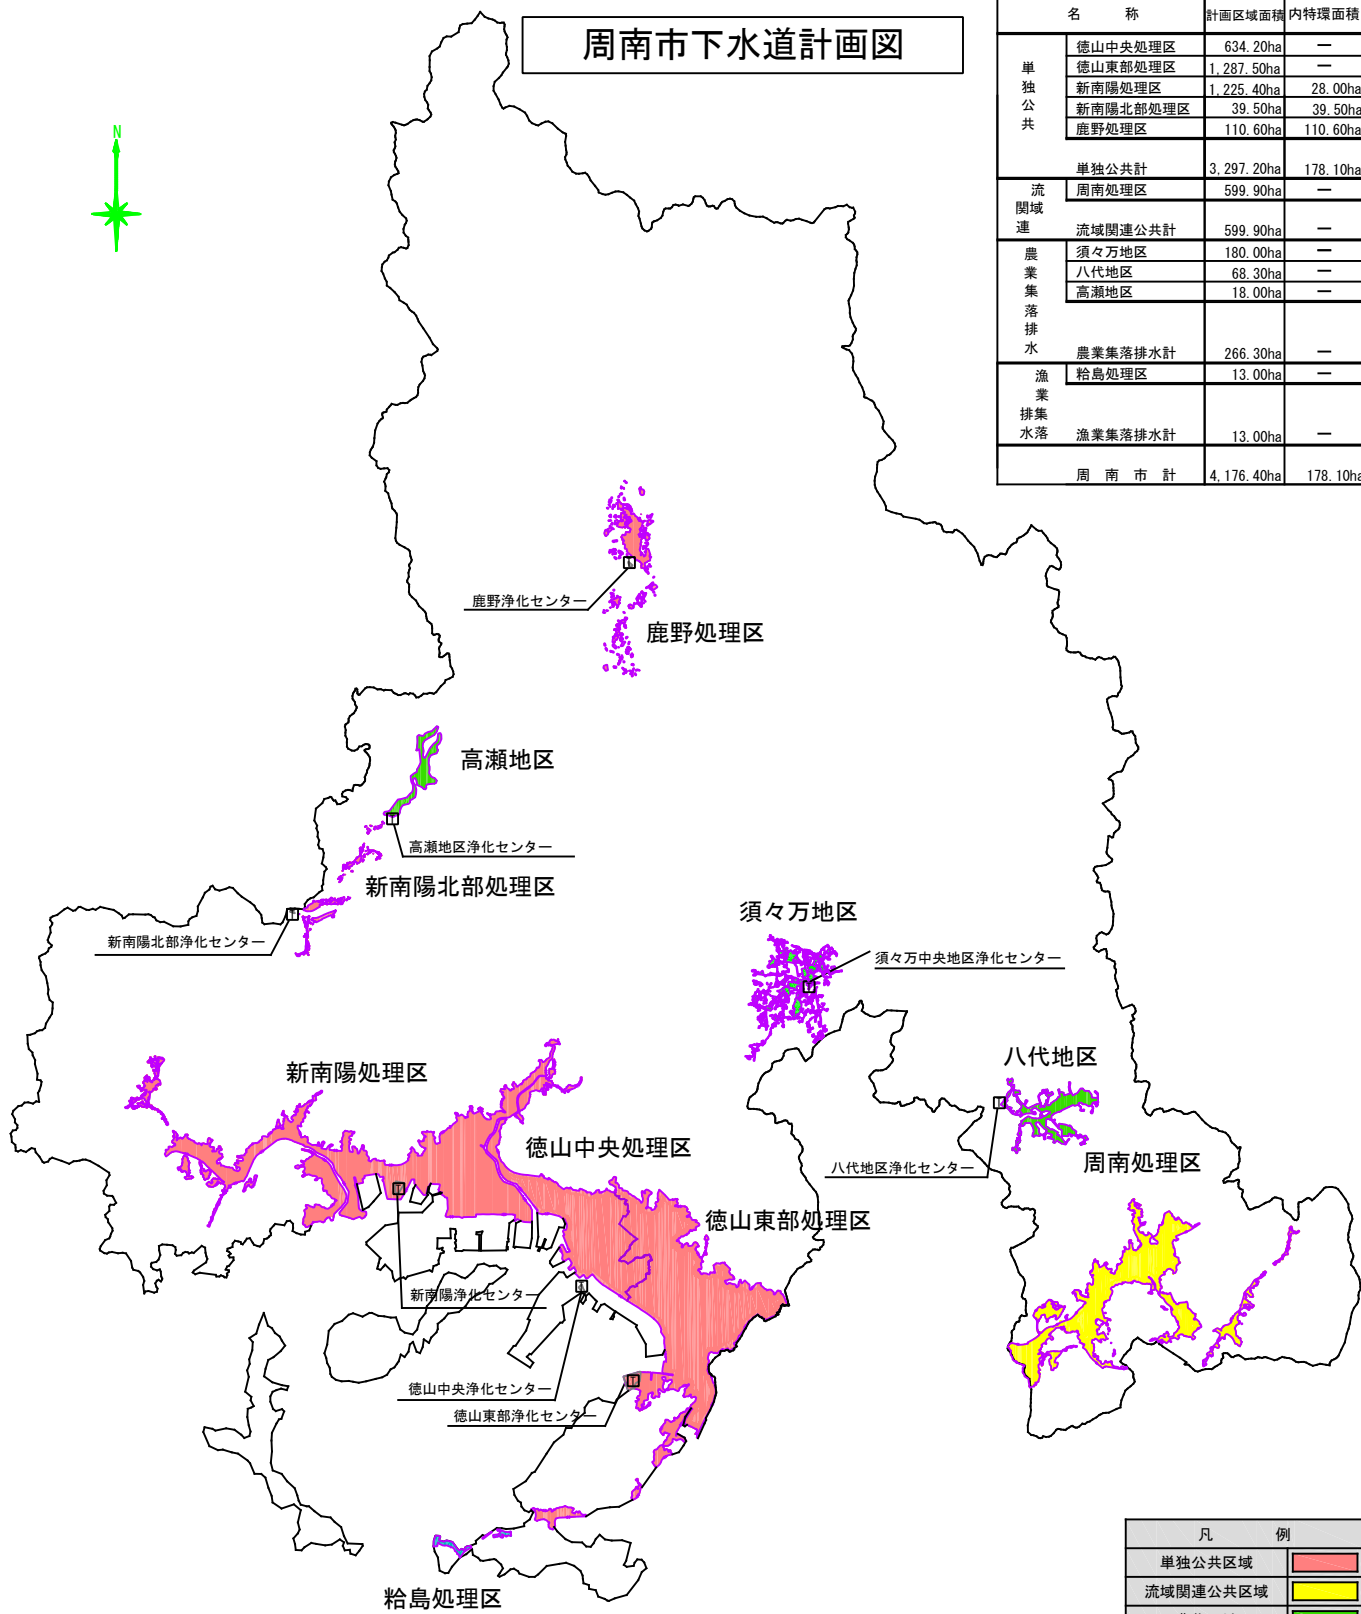 周南市下水道計画図
名　称 計画区域面積 内特環面積
単独公共
徳山中央処理区 634.20ha ー
徳山東部処理区 1,287.50ha ー
新南陽処理区 1,225.40ha 28.00ha
新南陽北部処理区 39.50ha 39.50ha
鹿野処理区 110.60ha 110.60ha
単独公共計 3,297.20ha 178.10ha
流域関連
周南処理区 599.90ha ー
流域関連公共計 599.90ha ー
農業集落排水
須々万地区 180.00ha ー
八代地区 68.30ha ー
高瀬地区 18.00ha ー
農業集落排水計 266.30ha ー
漁業集落排水
粭島処理区 13.00ha ー
漁業集落排水計 13.00ha ー
周南市計 4,176.40ha 178.10ha
N
鹿野浄化センター
鹿野処理区
高瀬地区
高瀬地区浄化センター
新南陽北部処理区
新南陽北部浄化センター
須々万地区
須々万中央地区浄化センター
八代地区
八代地区浄化センター
周南処理区
新南陽処理区
徳山中央処理区
徳山東部処理区
新南陽浄化センター
徳山中央浄化センター
徳山東部浄化センター
粭島処理区
凡　例
単独公共区域
流域関連公共区域